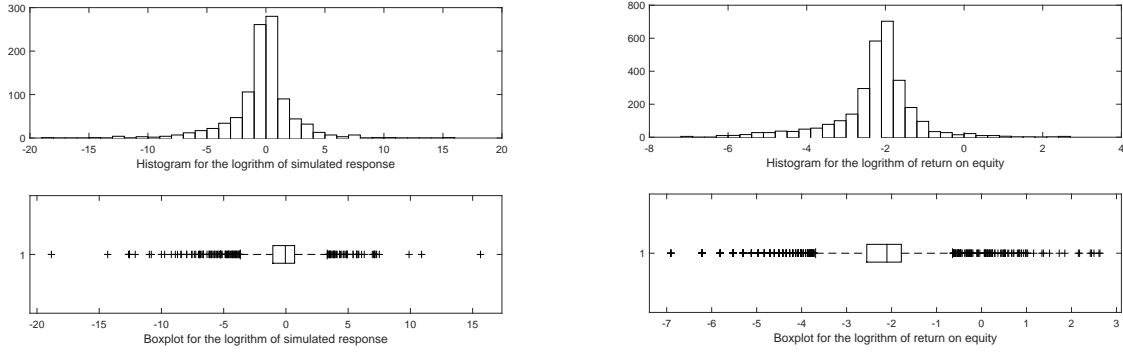 300
200
100
0
-20 -15 -10 -5 0 5 10 15 20
Histogram for the logrithm of simulated response
1
-20 -15 -10 -5 0 5 10 15
Boxplot for the logrithm of simulated response
800
600
400
200
0
-8 -6 -4 -2 0 2 4
Histogram for the logrithm of return on equity
1
-7 -6 -5 -4 -3 -2 -1 0 1 2 3
Boxplot for the logrithm of return on equity